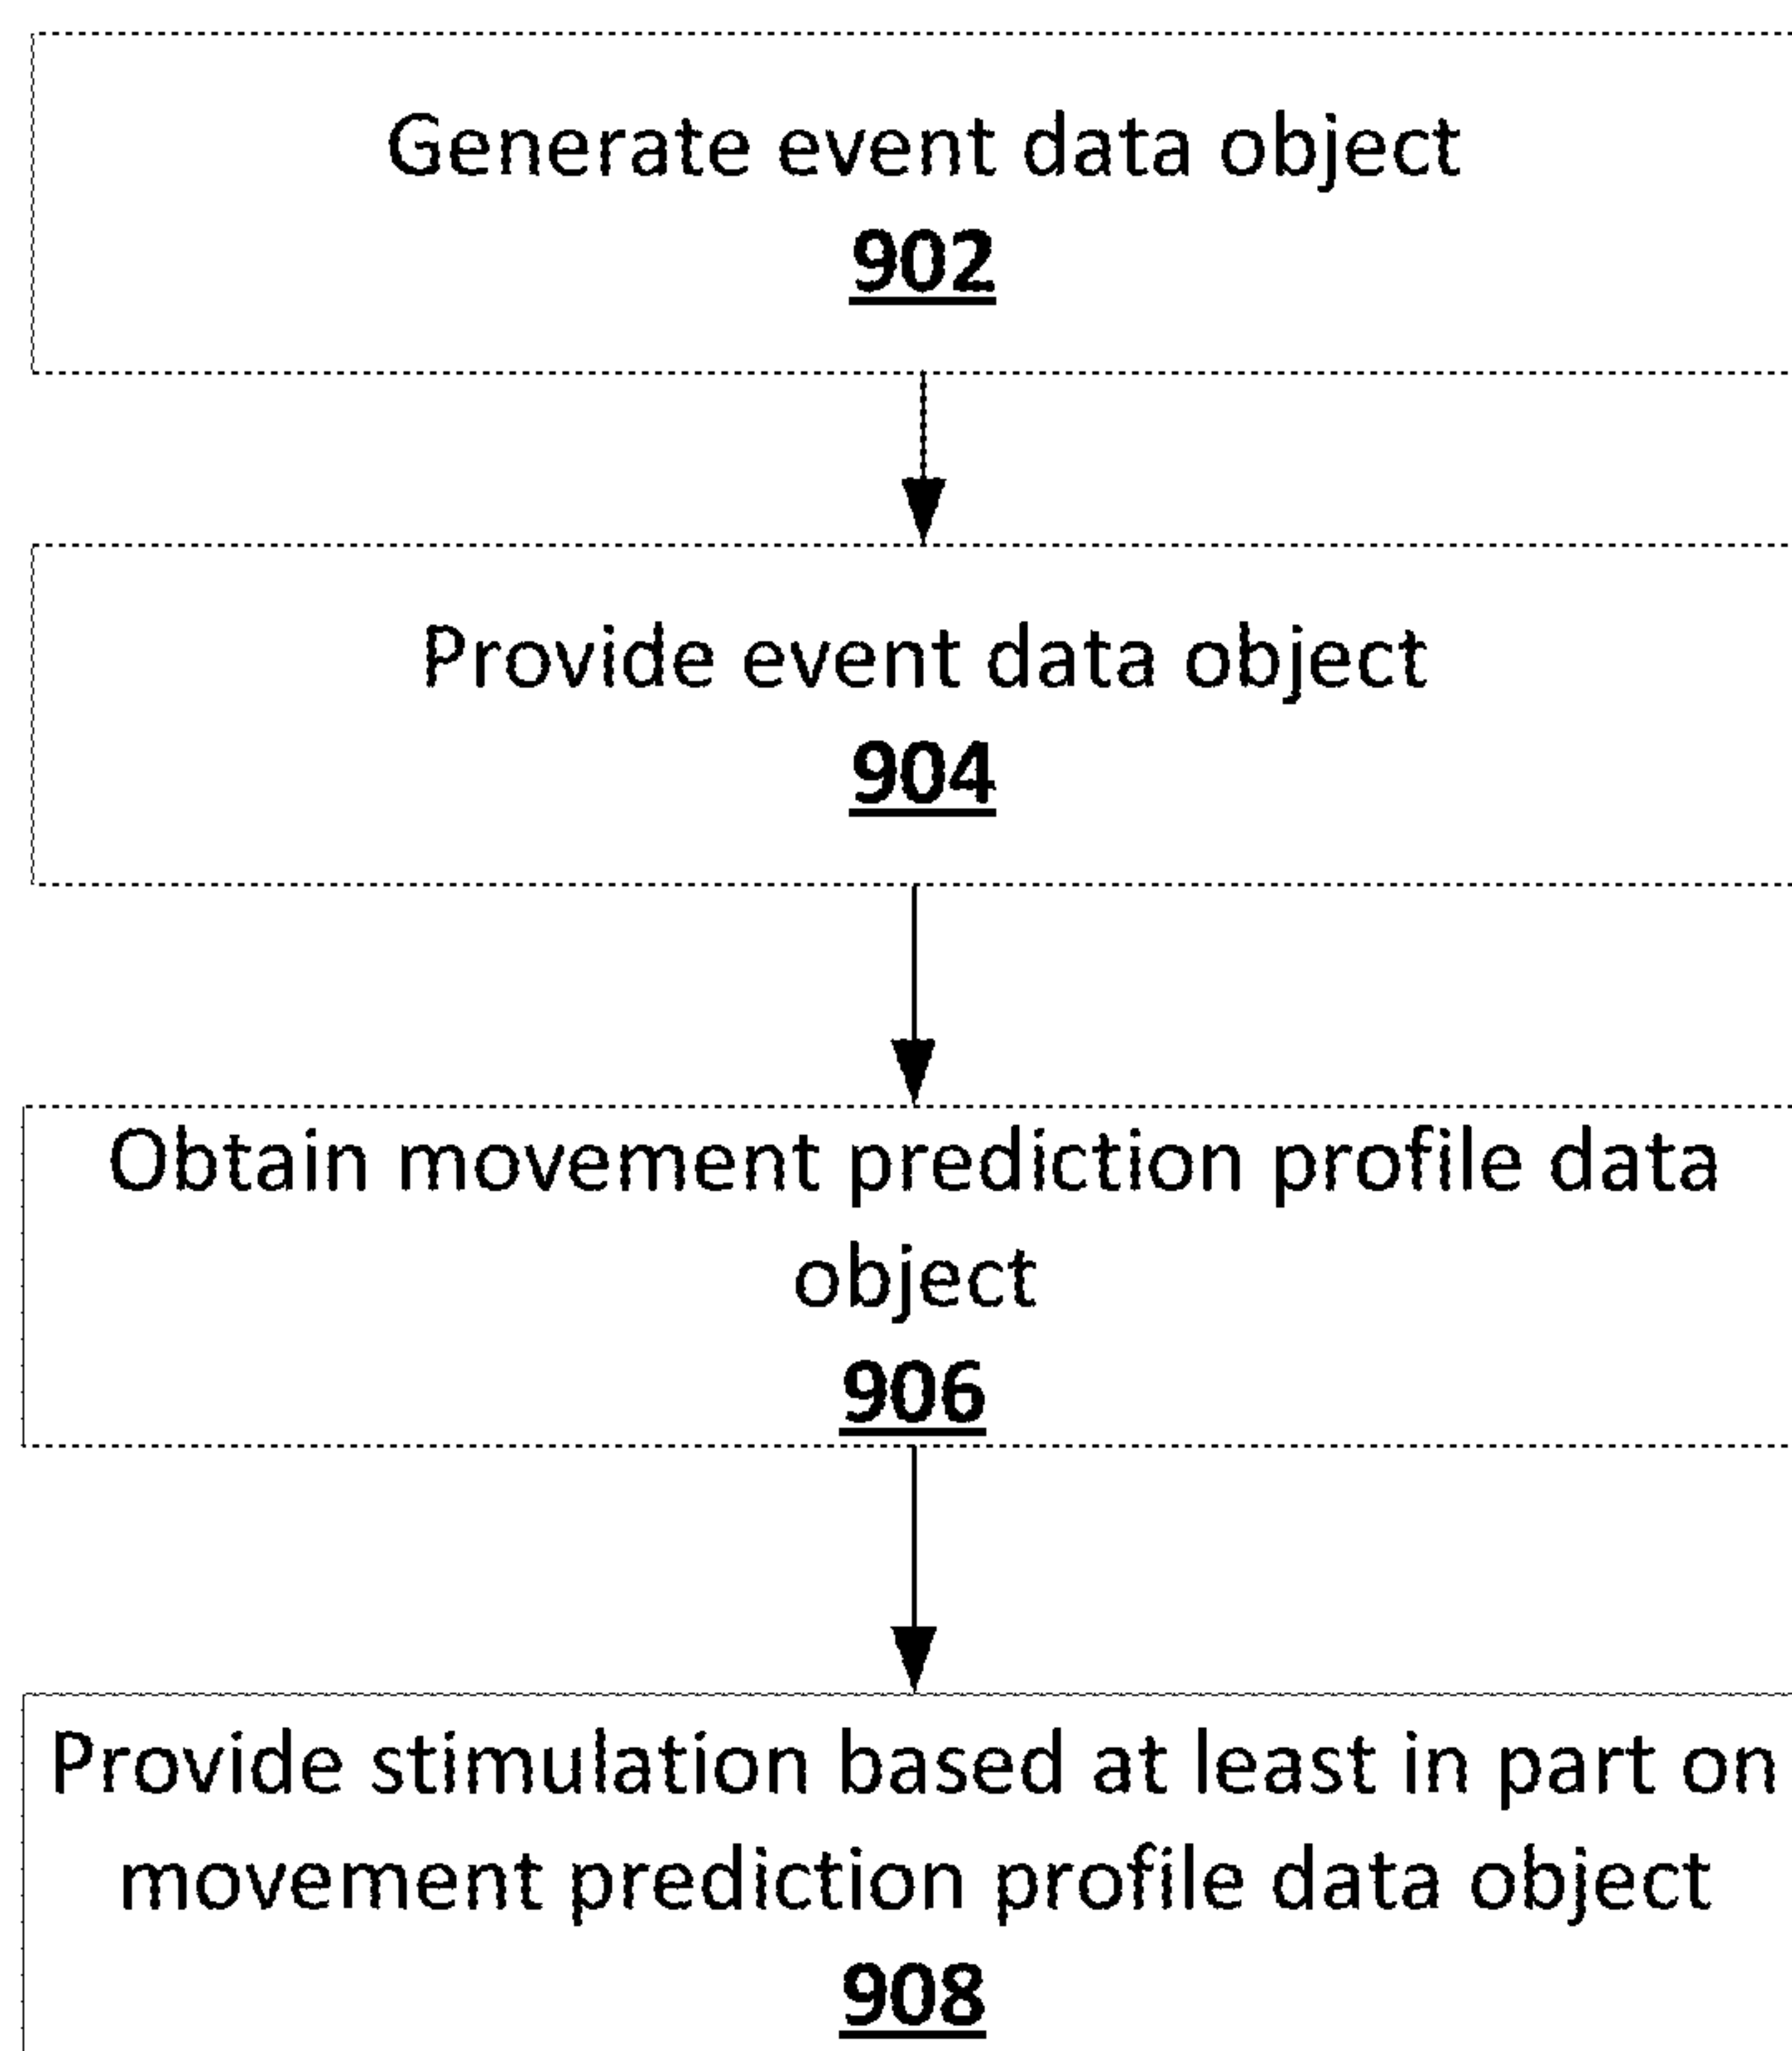 Generate event data object
902
Provide event data object
904
Obtain movement prediction profile data
object
906
Provide stimulation based at least in part on
movement prediction profile data object
908